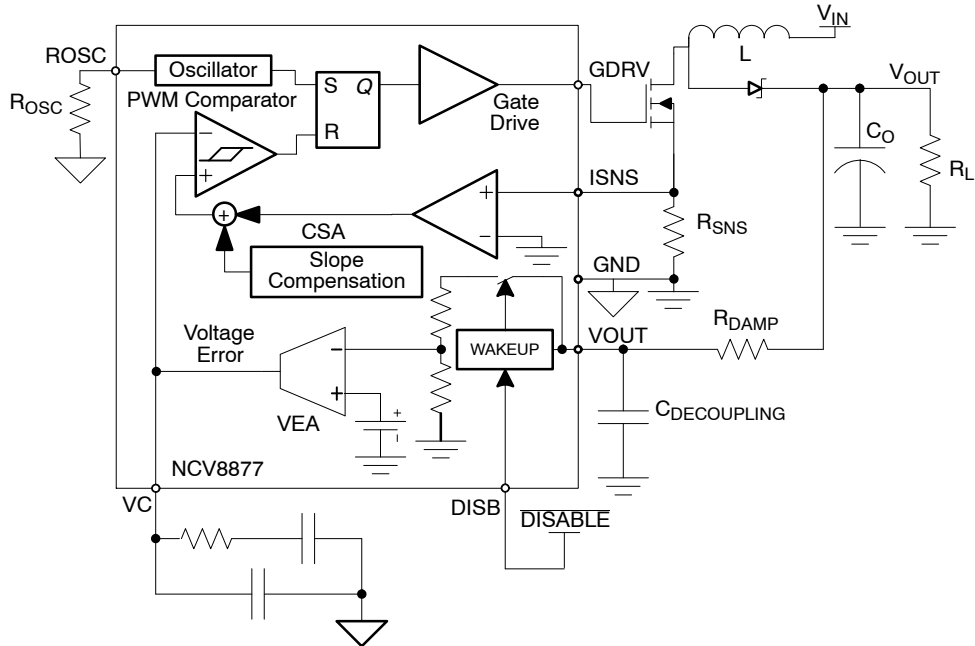 VIN
L
ROSC
Oscillator
GDRV
VOUT
ROSC
PWM Comparator
S Q
R
Gate
Drive
CO
RL
−
+
ISNS
+
−
+
CSA
RSNS
Slope
Compensation
GND
VOUT
RDAMP
Voltage
Error
WAKEUP
−
+
+
-
VEA
CDECOUPLING
NCV8877
VC
DISB
DISABLE